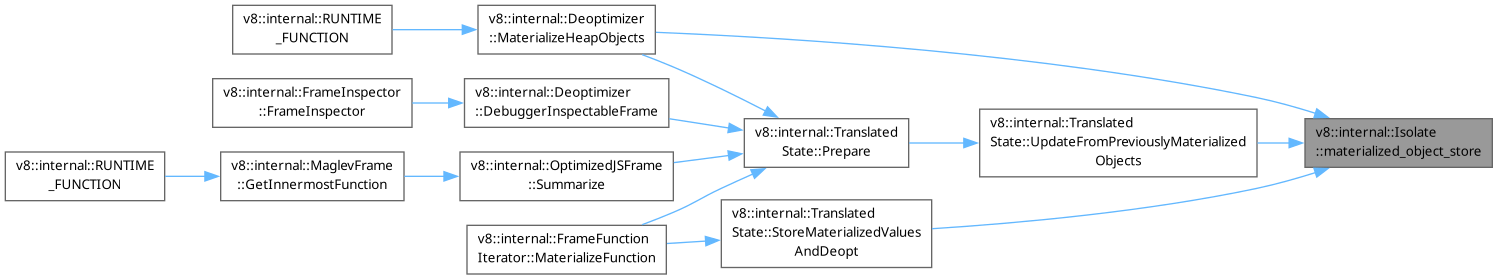 v8::internal::RUNTIME
_FUNCTION
v8::internal::Deoptimizer
::MaterializeHeapObjects
v8::internal::FrameInspector
::FrameInspector
v8::internal::Deoptimizer
::DebuggerInspectableFrame
v8::internal::Translated
State::Prepare
v8::internal::Translated
State::UpdateFromPreviouslyMaterialized
Objects
v8::internal::Isolate
::materialized_object_store
v8::internal::RUNTIME
_FUNCTION
v8::internal::MaglevFrame
::GetInnermostFunction
v8::internal::OptimizedJSFrame
::Summarize
v8::internal::FrameFunction
Iterator::MaterializeFunction
v8::internal::Translated
State::StoreMaterializedValues
AndDeopt